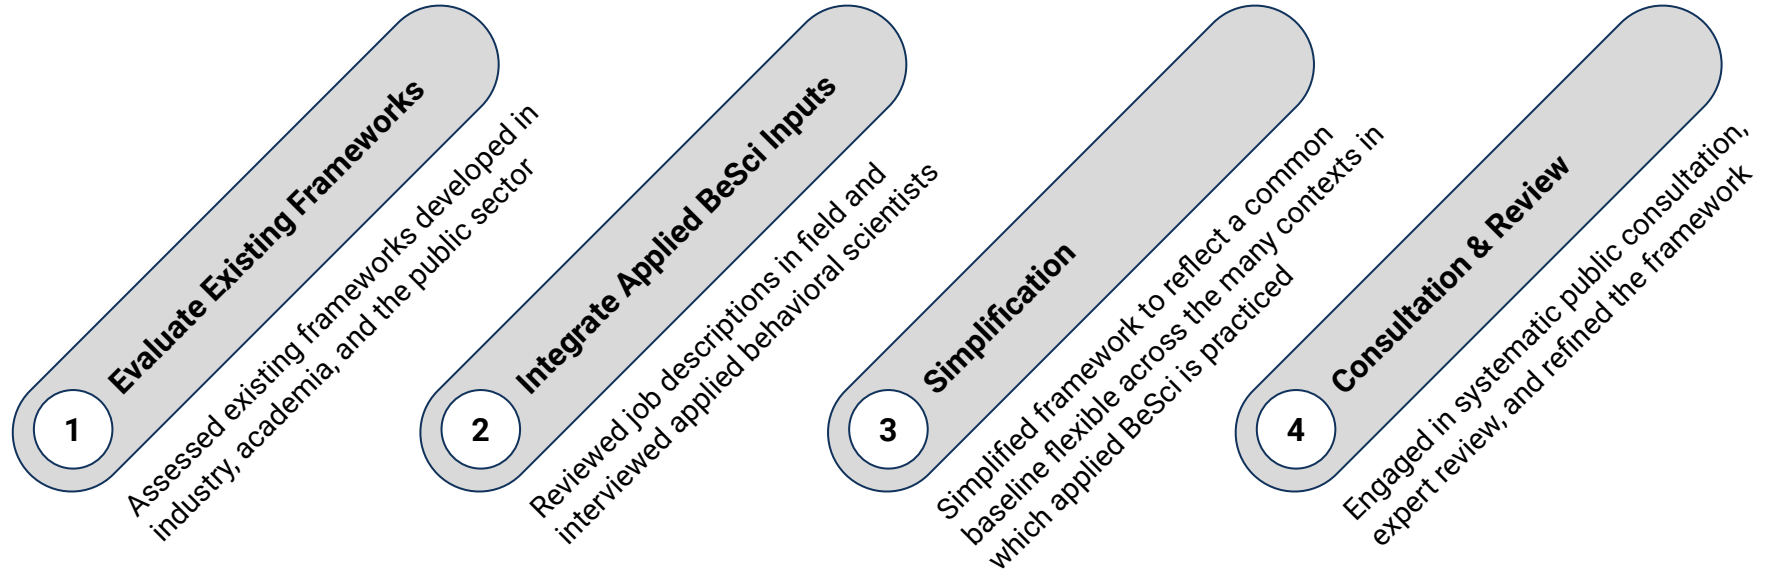 1
Evaluate Existing Frameworks
Assessed existing frameworks developed in
industry, academia, and the public sector
2
Integrate Applied BeSci Inputs
Reviewed job descriptions in field and
interviewed applied behavioral scientists
3
Simplification
Simplified framework to reflect a common
baseline flexible across the many contexts in
which applied BeSci is practiced
4
Consultation & Review
Engaged in systematic public consultation,
expert review, and refined the framework